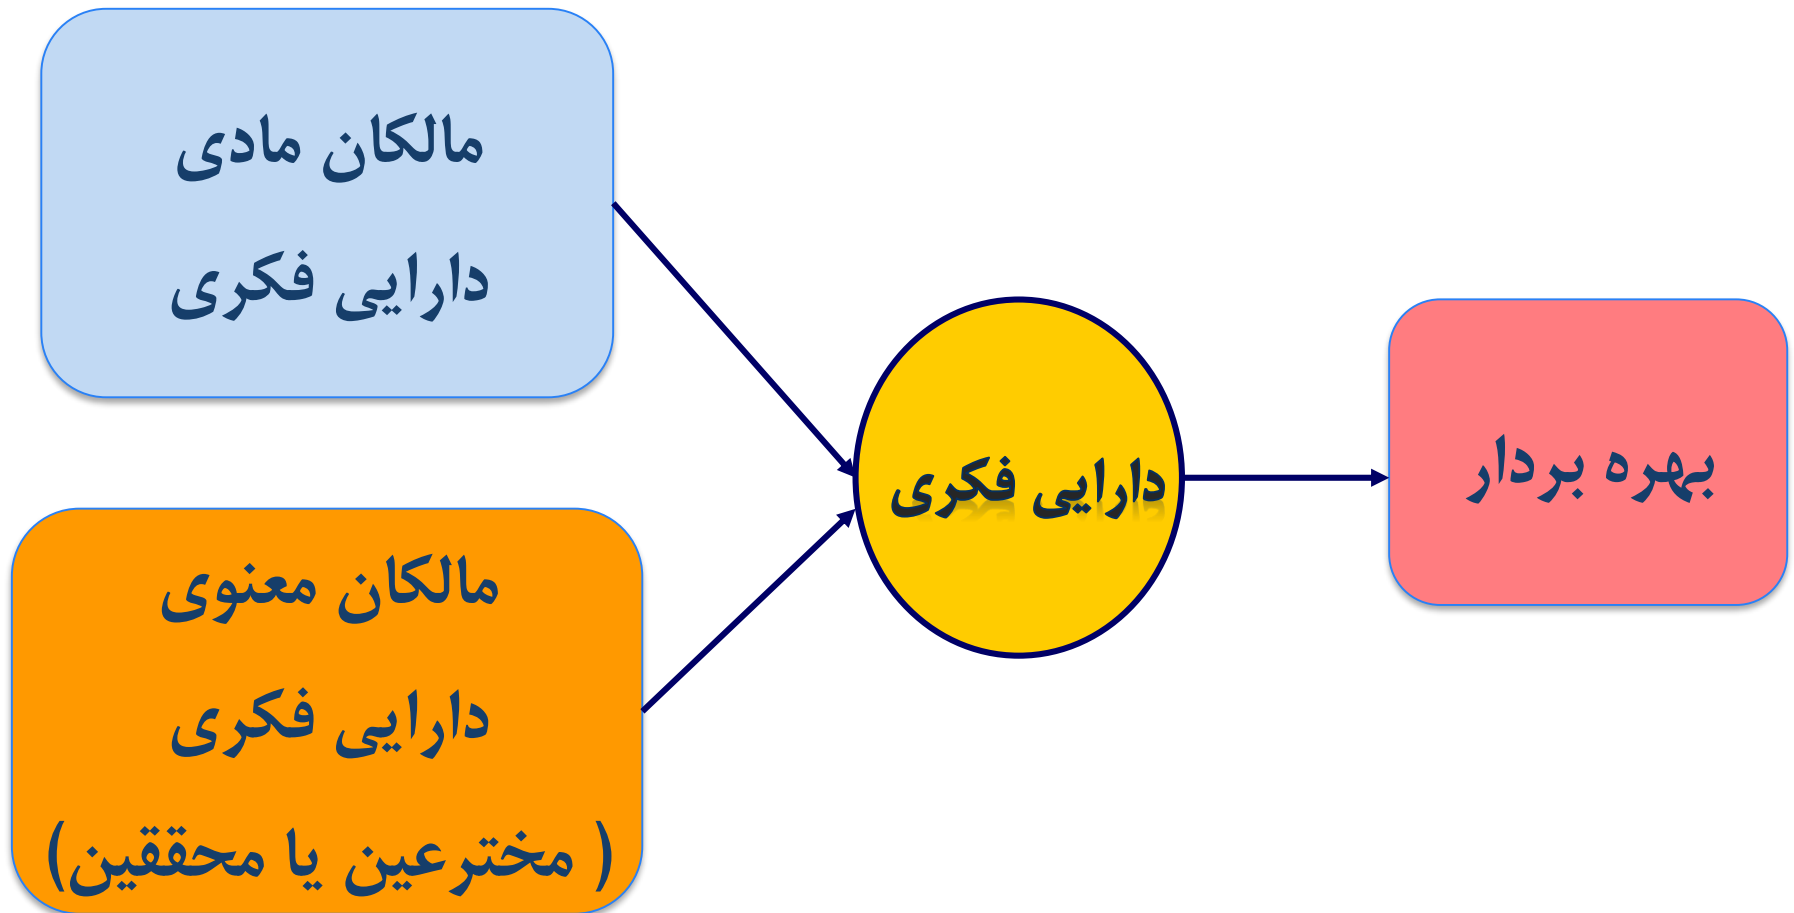 مالکان مادی
دارایی فکری
مالکان معنوی
دارایی فکری
( مخترعین یا محققین)
دارایی فکری
بهره بردار